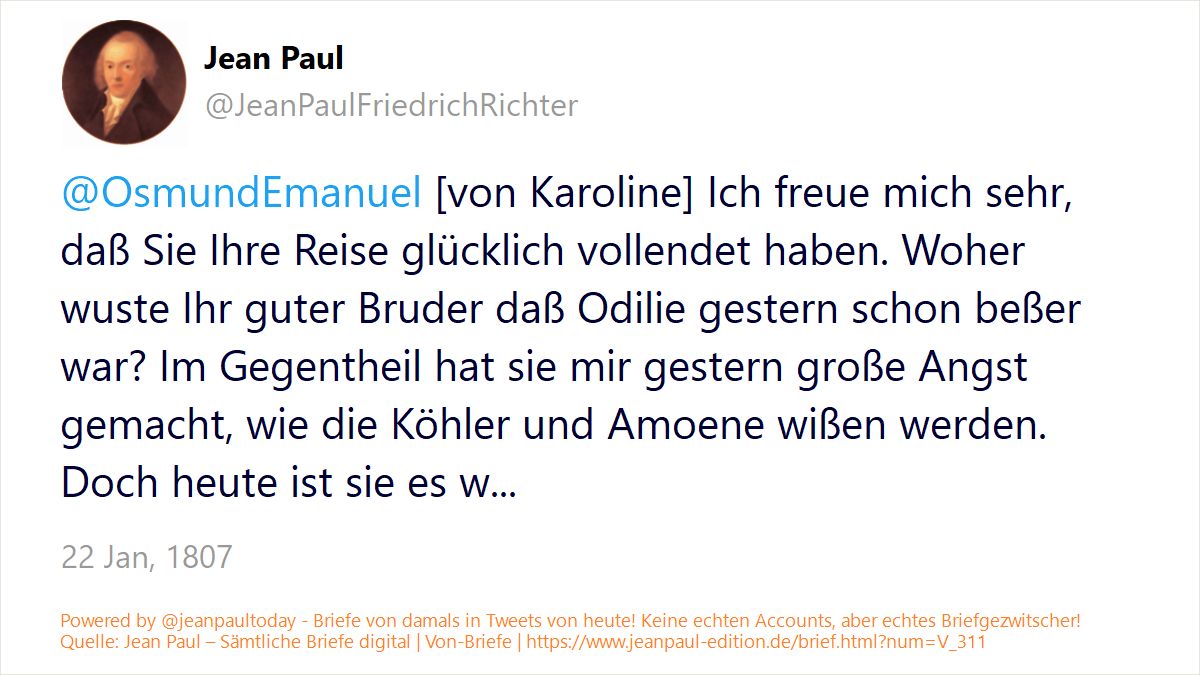 Jean Paul
@JeanPaulFriedrichRichter
@OsmundEmanuel [von Karoline] Ich freue mich sehr,
daß Sie Ihre Reise glücklich vollendet haben. Woher
wuste Ihr guter Bruder daß Odilie gestern schon beßer
war? Im Gegentheil hat sie mir gestern große Angst
gemacht, wie die Köhler und Amoene wißen werden.
Doch heute ist sie es w...
22 Jan, 1807
Powered by @jeanpaultoday - Briefe von damals in Tweets von heute! Keine echten Accounts, aber echtes Briefgezwitscher!
Quelle: Jean Paul – Sämtliche Briefe digital | Von-Briefe | https://www.jeanpaul-edition.de/brief.html?num=V_311